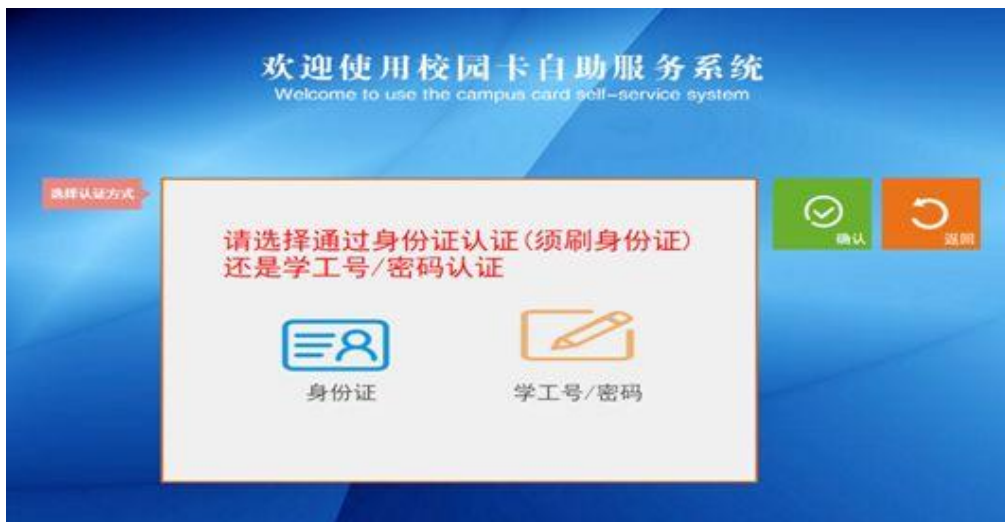 欢迎使用校园卡自助服务系统
Welcome to use the campus card self-service system
选择认证方式
请选择通过身份证认证(须刷身份证)
还是学工号/密码认证
确认
返回
身份证
学工号/密码